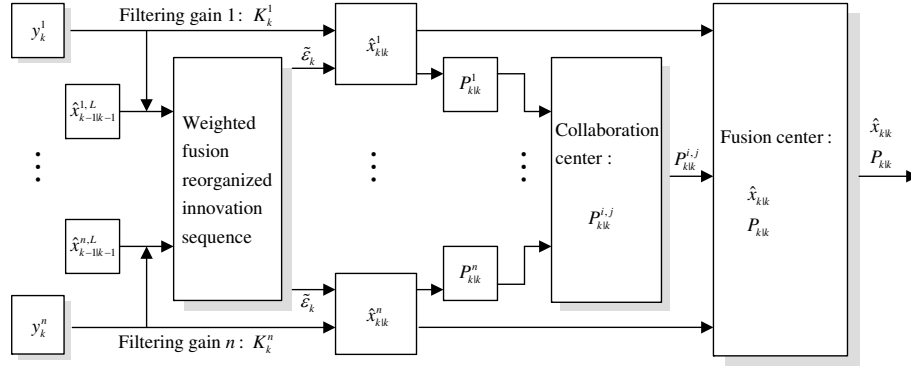 y_k^1
Filtering gain 1: K_k^1
x̂_{k|k}^1
ε̃_k
P_{k|k}^1
x̂_{k-1|k-1}^{1,L}
Weighted
fusion
reorganized
innovation
sequence
Collaboration
center :
P_{k|k}^{i,j}
P_{k|k}^{i,j}
Fusion center :
x̂_{k|k}
P_{k|k}
x̂_{k|k}
P_{k|k}
x̂_{k-1|k-1}^{n,L}
P_{k|k}^n
ε̃_k
y_k^n
x̂_{k|k}^n
Filtering gain n: K_k^n